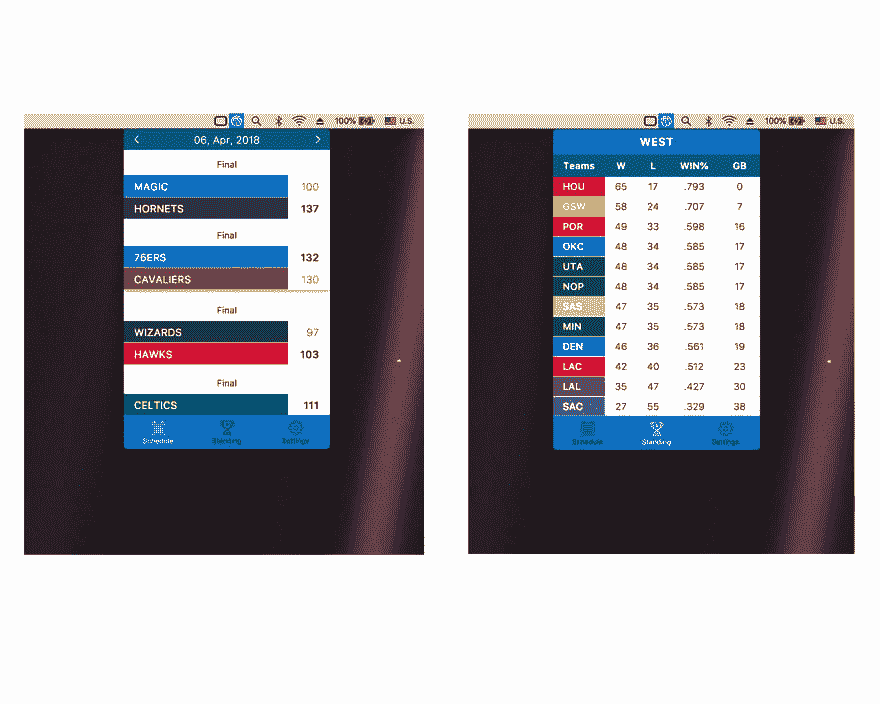 100% U.S.
06, Apr, 2018
Final
MAGIC 100
HORNETS 137
Final
76ERS 132
CAVALIERS 130
Final
WIZARDS 97
HAWKS 103
Final
CELTICS 111
Schedule Standing Settings
100% U.S.
WEST
Teams W L WIN% GB
HOU 65 17 .793 0
GSW 58 24 .707 7
POR 49 33 .598 16
OKC 48 34 .585 17
UTA 48 34 .585 17
NOP 48 34 .585 17
SAS 47 35 .573 18
MIN 47 35 .573 18
DEN 46 36 .561 19
LAC 42 40 .512 23
LAL 35 47 .427 30
SAC 27 55 .329 38
Schedule Standing Settings